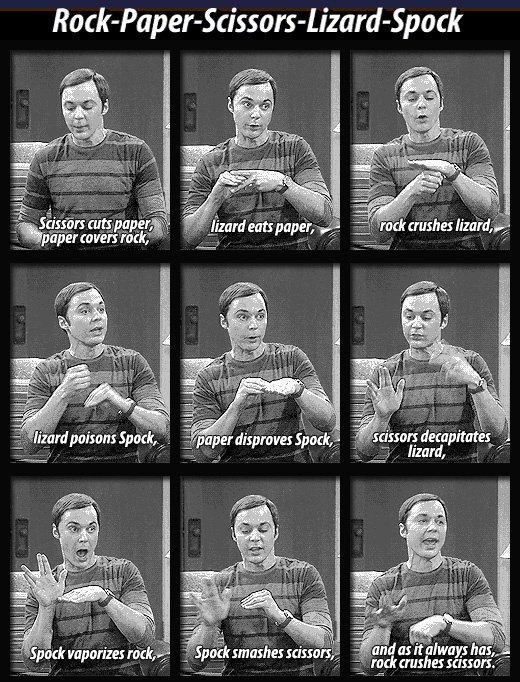 Rock-Paper-Scissors-Lizard-Spock
Scissors cuts paper,
paper covers rock,
lizard eats paper,
rock crushes lizard,
lizard poisons Spock,
paper disproves Spock,
scissors decapitates
lizard,
Spock vaporizes rock,
Spock smashes scissors,
and as it always has,
rock crushes scissors.